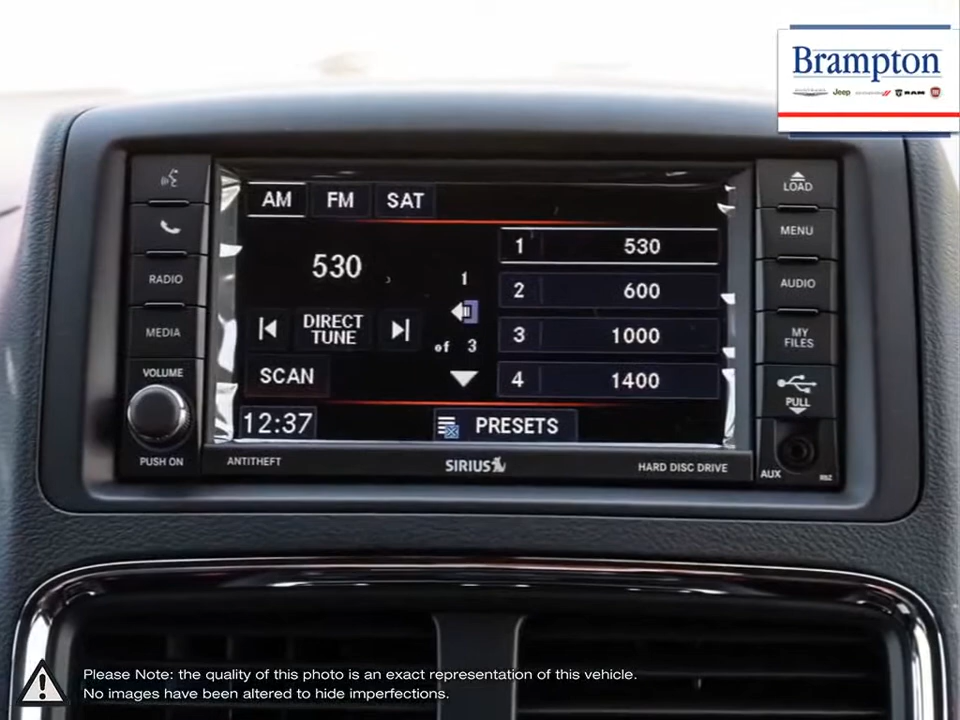 Brampton
Jeep RAM
LOAD
AM FM SAT
MENU
1 530
530
1
2 600
RADIO
AUDIO
DIRECT
TUNE
3 1000
MEDIA
MY
FILES
of 3
SCAN
4 1400
VOLUME
PULL
12:37
PRESETS
PUSH ON
ANTITHEFT
SIRIUS
HARD DISC DRIVE
AUX
Please Note: the quality of this photo is an exact representation of this vehicle.
No images have been altered to hide imperfections.